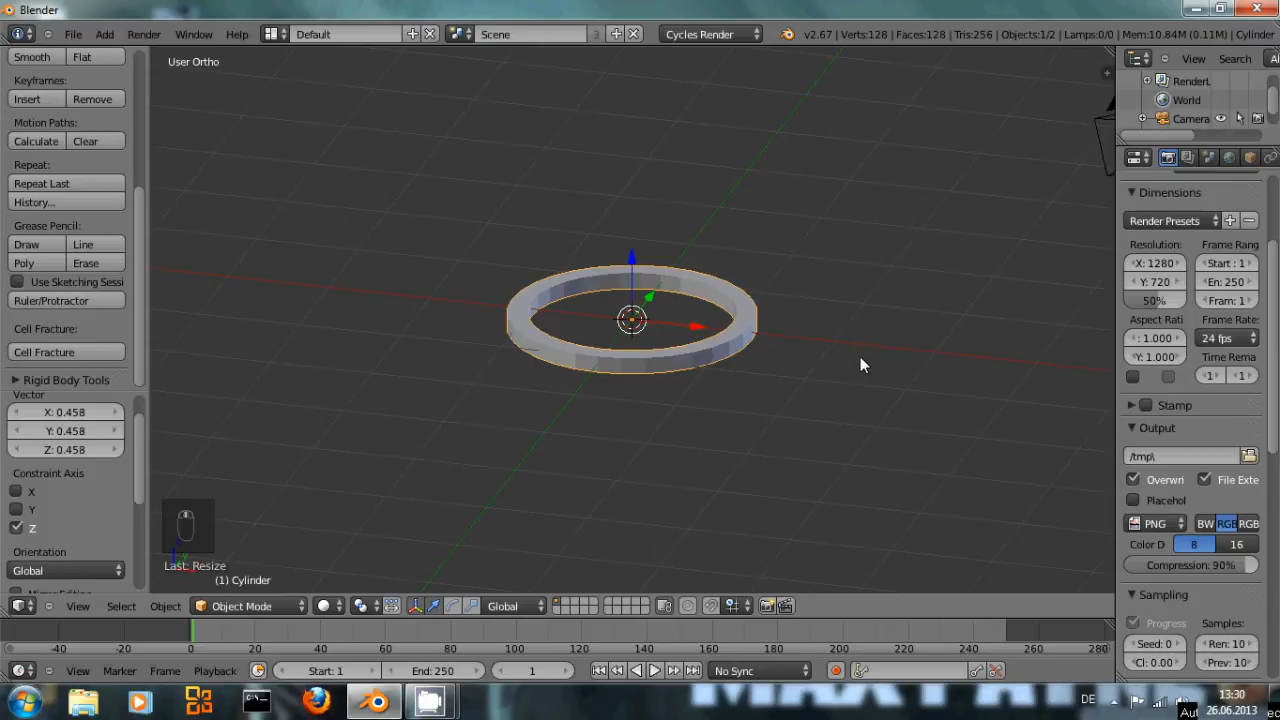 Blender
File Add Render Window Help Default Scene 3 Cycles Render v2.67 | Verts:128 | Faces:128 | Tris:256 | Objects:1/2 | Lamps:0/0 | Mem:10.84M (0.11M) | Cylinder
Smooth Flat
Keyframes:
Insert Remove
Motion Paths:
Calculate Clear
Repeat:
Repeat Last
History...
Grease Pencil:
Draw Line
Poly Erase
Use Sketching Sessi
Ruler/Protractor
Cell Fracture:
Cell Fracture
Rigid Body Tools
Vector
X: 0.458
Y: 0.458
Z: 0.458
Constraint Axis
X
Y
Z
Orientation
Global
User Ortho
Last: Resize
(1) Cylinder
View Search Al
RenderL
World
Camera
Dimensions
Render Presets
Resolution: Frame Rang
X: 1280 Start : 1
Y: 720 En: 250
50% Fram: 1
Aspect Rati Frame Rate:
: 1.000 24 fps
Y: 1.000 Time Rema
1 1
Stamp
Output
/tmp\
Overwri File Exte
Placehol
PNG BW RGB RGB
Color D 8 16
Compression: 90%
Sampling
Progress Samples:
Seed: 0 Ren: 10
Cl: 0.00 Prev: 10
View Select Object Object Mode Global
-40 -20 0 20 40 60 80 100 120 140 160 180 200 220 240 260 280
View Marker Frame Playback Start: 1 End: 250 1 No Sync
DE 13:30
26.06.2013